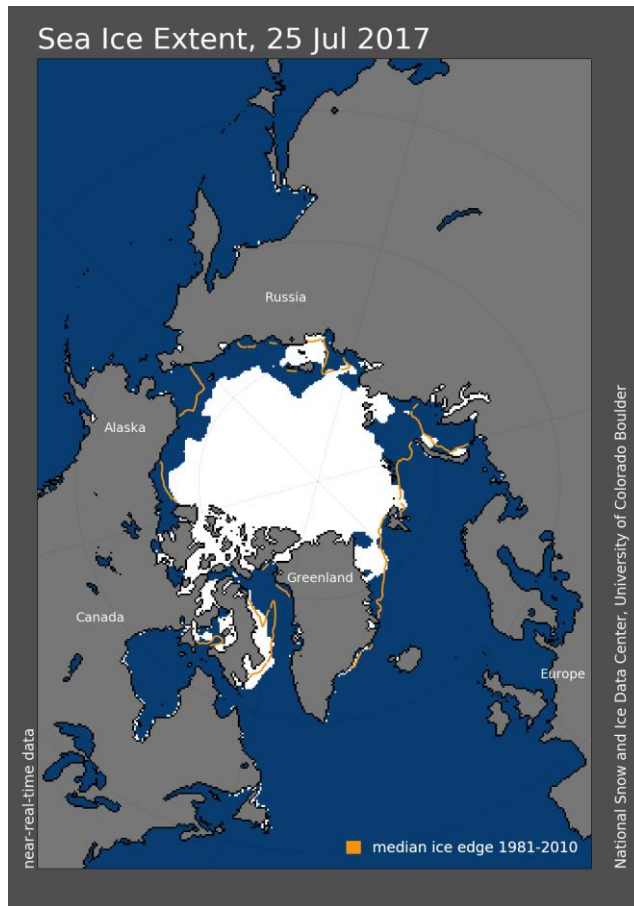 Sea Ice Extent, 25 Jul 2017
Russia
Alaska
Greenland
Canada
Europe
near-real-time data
National Snow and Ice Data Center, University of Colorado Boulder
median ice edge 1981-2010